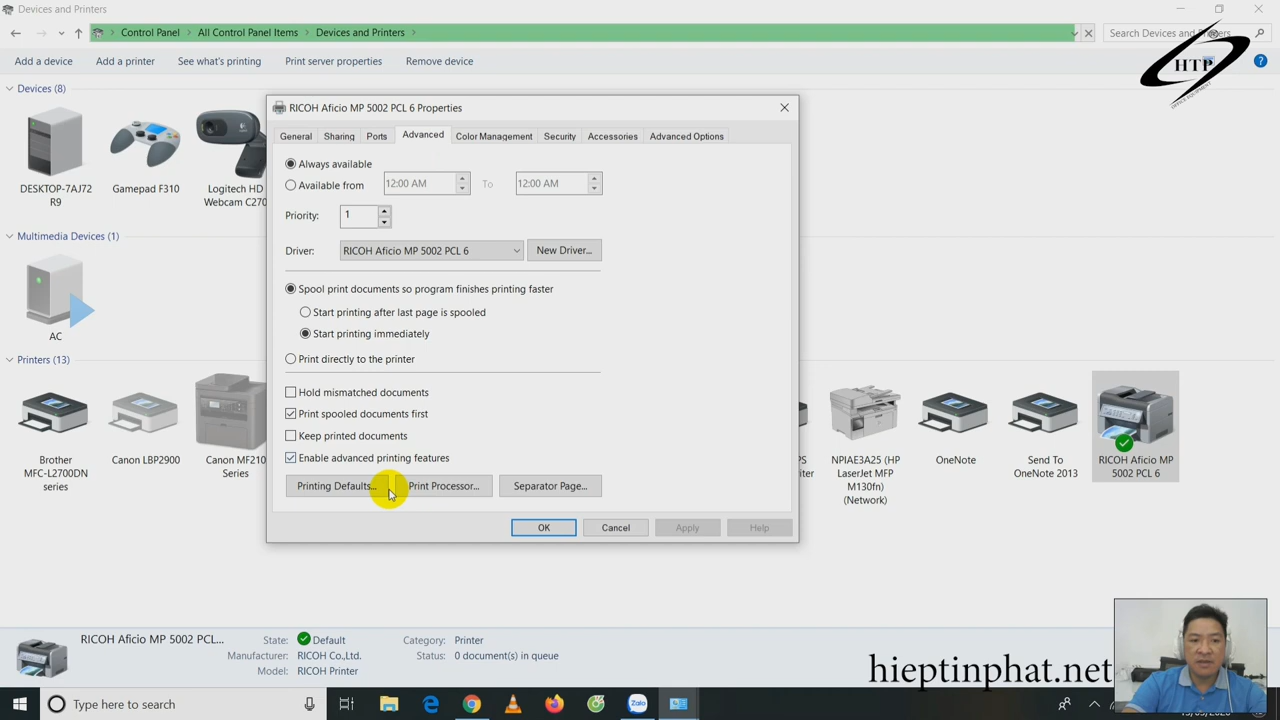 Devices and Printers
Control Panel > All Control Panel Items > Devices and Printers >
Search Devices and Printers
HTP
Add a device
Add a printer
See what's printing
Print server properties
Remove device
Devices (8)
DESKTOP-7AJ72
R9
Gamepad F310
Logitech HD
Webcam C270
Multimedia Devices (1)
AC
Printers (13)
Brother
MFC-L2700DN
series
Canon LBP2900
Canon MF210
Series
NPIAE3A25 (HP
LaserJet MFP
M130fn)
(Network)
OneNote
Send To
OneNote 2013
RICOH Aficio MP
5002 PCL 6
RICOH Aficio MP 5002 PCL 6 Properties
General
Sharing
Ports
Advanced
Color Management
Security
Accessories
Advanced Options
Always available
Available from
12:00 AM
To
12:00 AM
Priority:
1
Driver:
RICOH Aficio MP 5002 PCL 6
New Driver...
Spool print documents so program finishes printing faster
Start printing after last page is spooled
Start printing immediately
Print directly to the printer
Hold mismatched documents
Print spooled documents first
Keep printed documents
Enable advanced printing features
Printing Defaults...
Print Processor...
Separator Page...
OK
Cancel
Apply
Help
RICOH Aficio MP 5002 PCL...
State:
Default
Manufacturer:
RICOH Co.,Ltd.
Model:
RICOH Printer
Category:
Printer
Status:
0 document(s) in queue
hieptinphat.net
Type here to search
Zalo